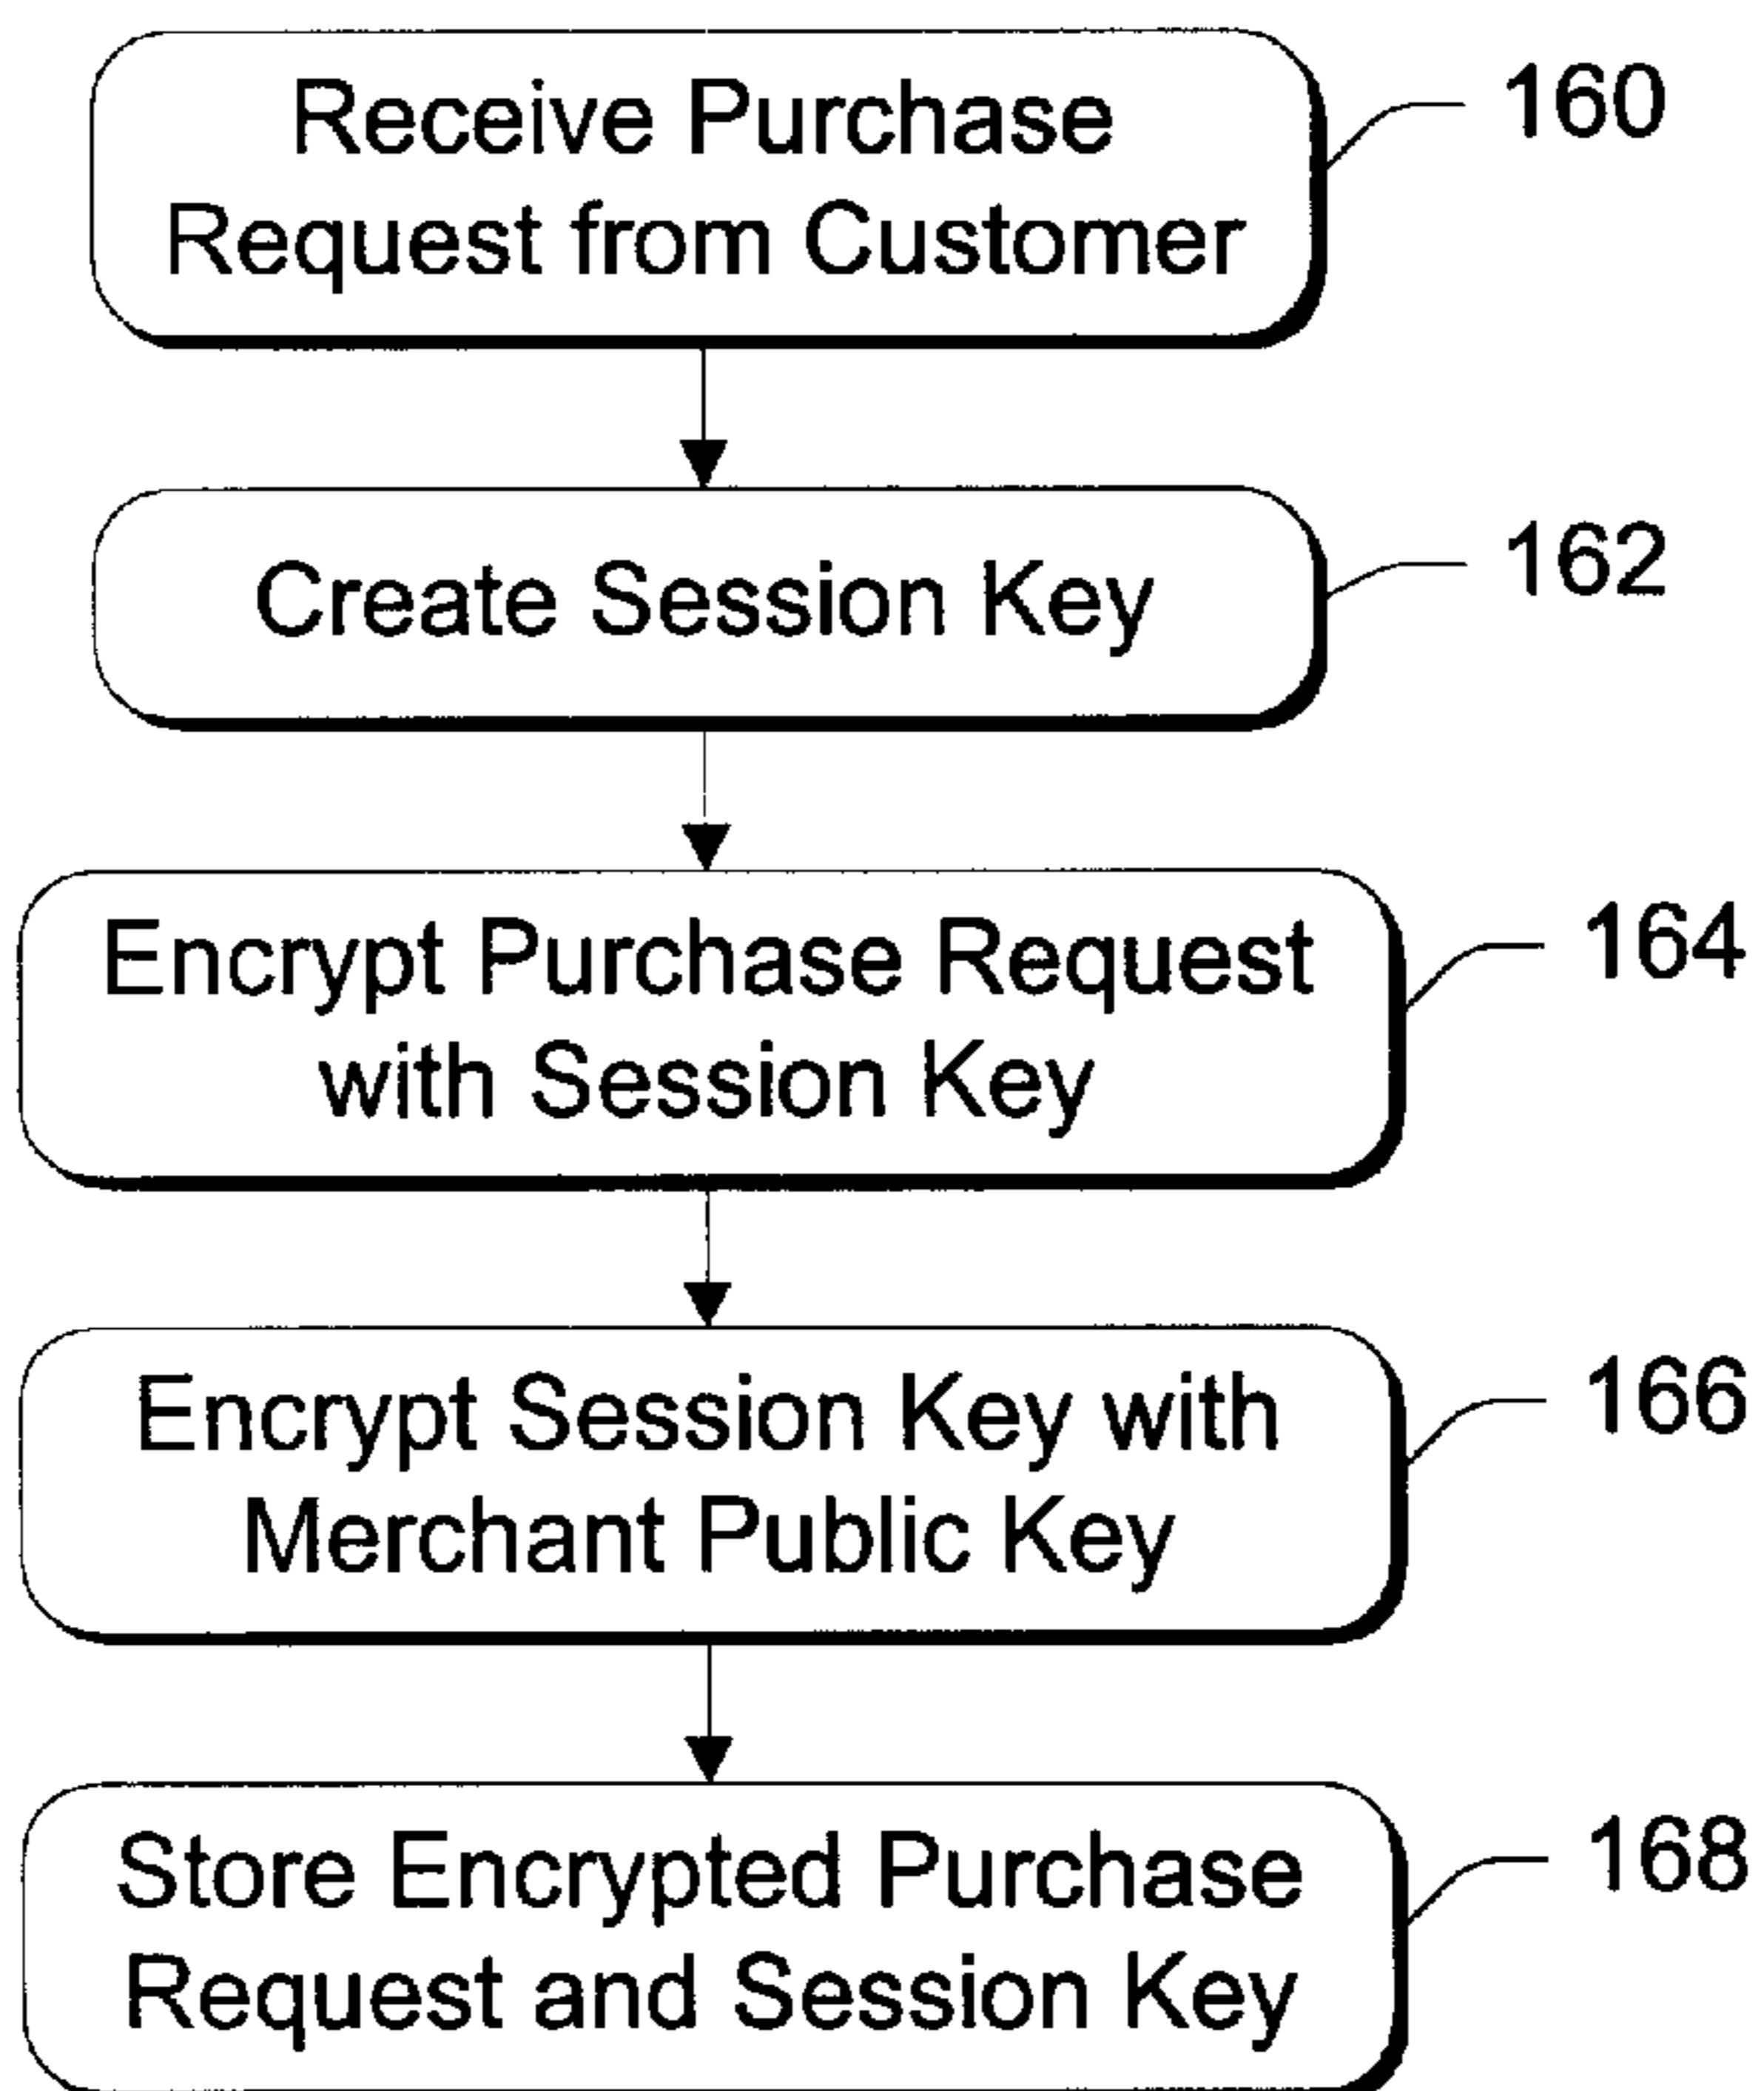 Receive Purchase
Request from Customer
160
Create Session Key
162
Encrypt Purchase Request
with Session Key
164
Encrypt Session Key with
Merchant Public Key
166
Store Encrypted Purchase
Request and Session Key
168